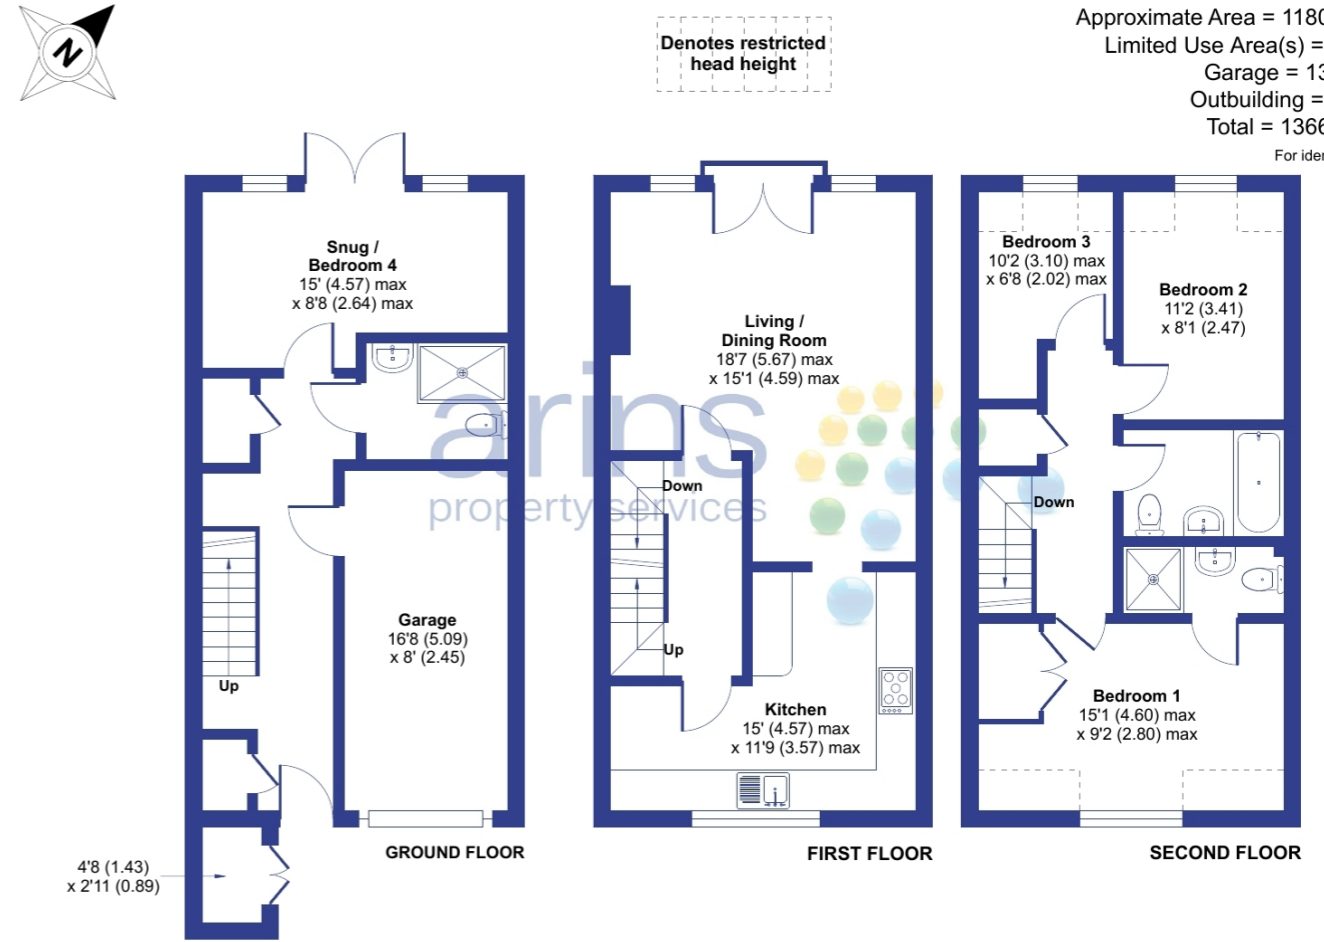 N
Denotes restricted
head height
Approximate Area = 1180
Limited Use Area(s) =
Garage = 13
Outbuilding =
Total = 1366
For iden
Snug /
Bedroom 4
15' (4.57) max
x 8'8 (2.64) max
Garage
16'8 (5.09)
x 8' (2.45)
Up
4'8 (1.43)
x 2'11 (0.89)
GROUND FLOOR
Living /
Dining Room
18'7 (5.67) max
x 15'1 (4.59) max
Down
Up
Kitchen
15' (4.57) max
x 11'9 (3.57) max
FIRST FLOOR
Bedroom 3
10'2 (3.10) max
x 6'8 (2.02) max
Bedroom 2
11'2 (3.41)
x 8'1 (2.47)
Down
Bedroom 1
15'1 (4.60) max
x 9'2 (2.80) max
SECOND FLOOR
arins
property services